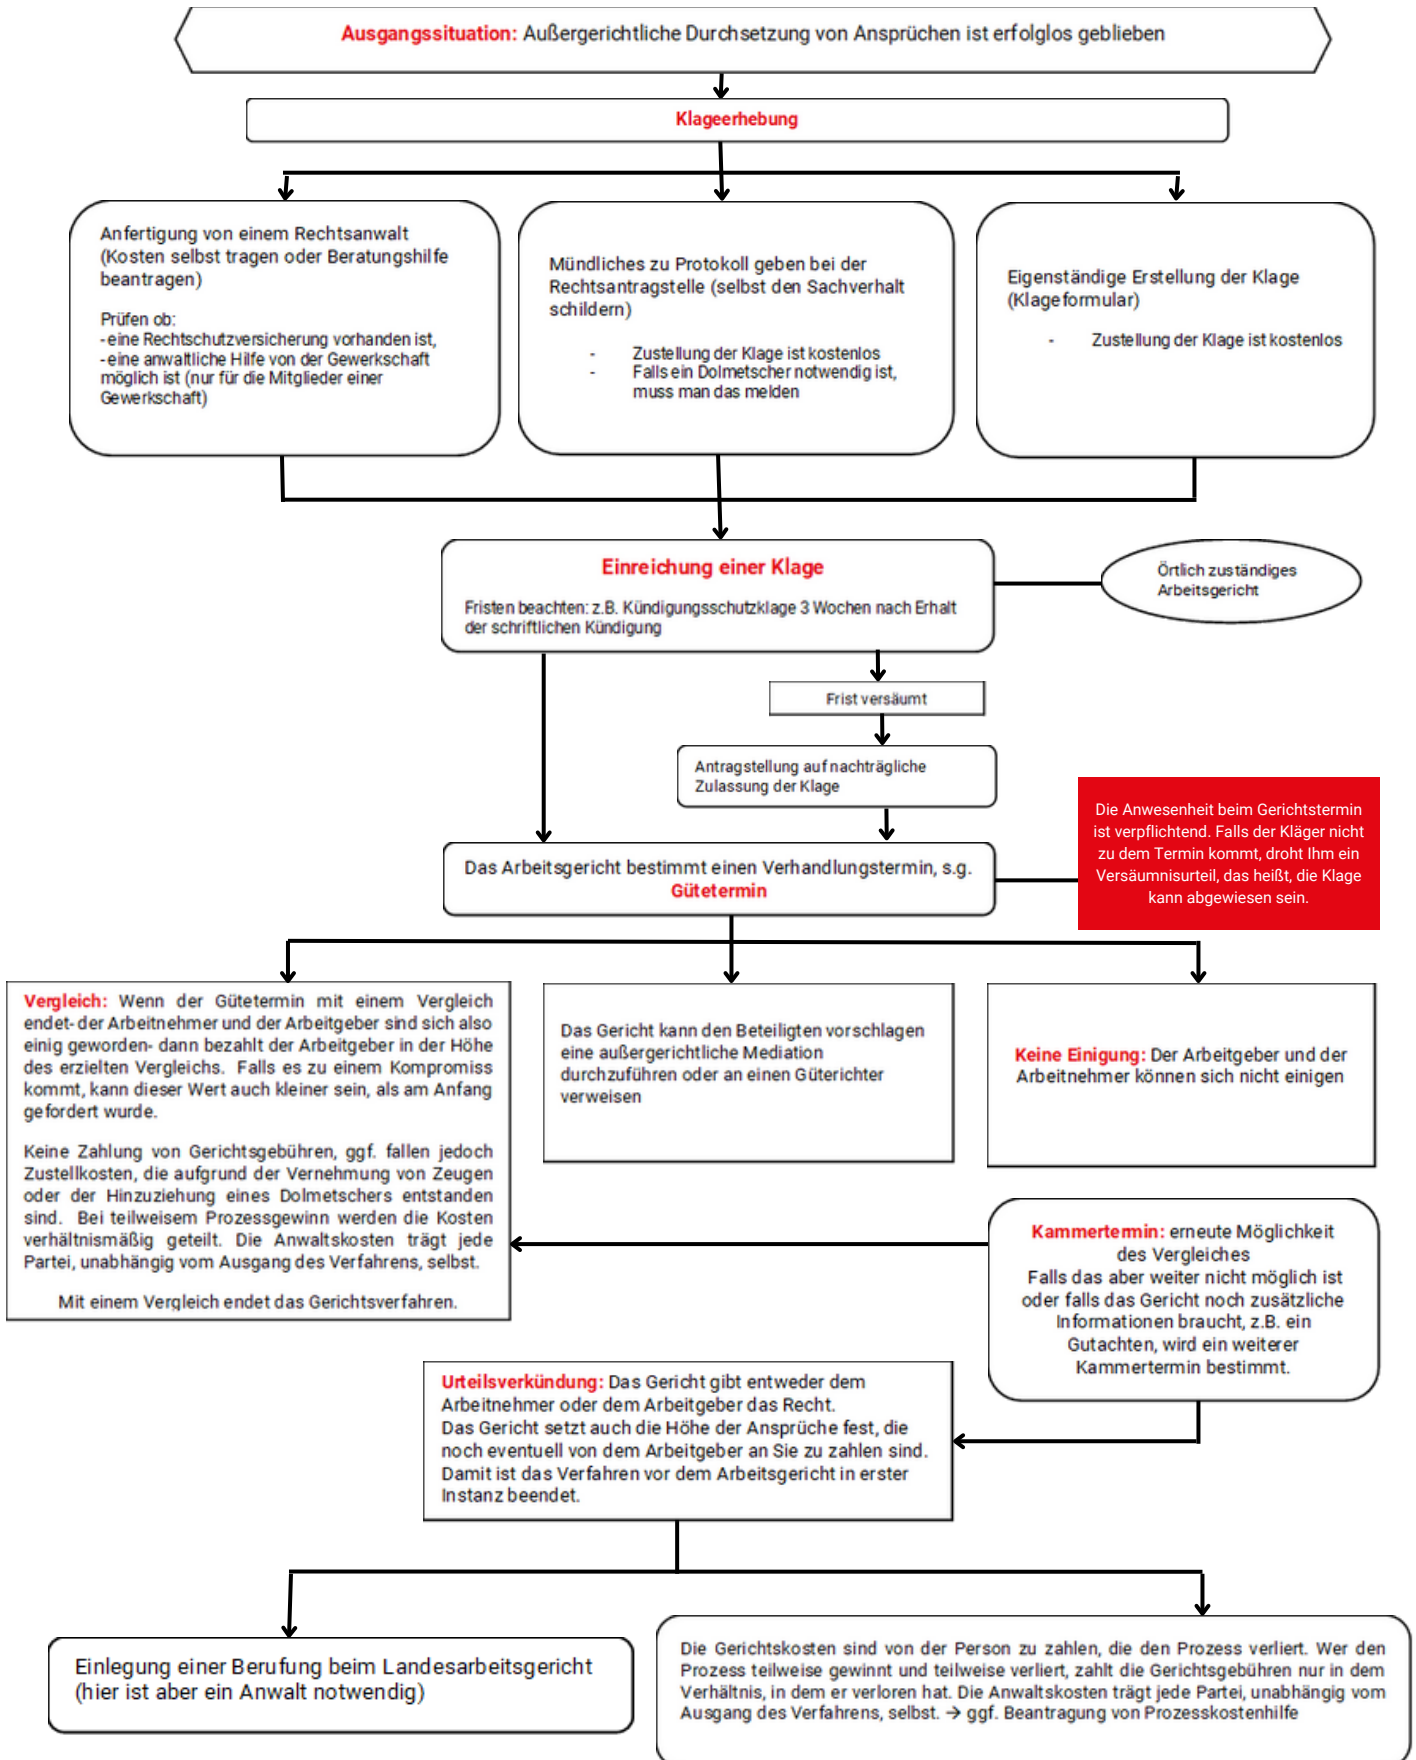 Ausgangssituation: Außergerichtliche Durchsetzung von Ansprüchen ist erfolglos geblieben
Klageerhebung
Anfertigung von einem Rechtsanwalt
(Kosten selbst tragen oder Beratungshilfe
beantragen)
Prüfen ob:
- eine Rechtschutzversicherung vorhanden ist,
- eine anwaltliche Hilfe von der Gewerkschaft
möglich ist (nur für die Mitglieder einer
Gewerkschaft)
Mündliches zu Protokoll geben bei der
Rechtsantragstelle (selbst den Sachverhalt
schildern)
- Zustellung der Klage ist kostenlos
- Falls ein Dolmetscher notwendig ist,
muss man das melden
Eigenständige Erstellung der Klage
(Klageformular)
- Zustellung der Klage ist kostenlos
Einreichung einer Klage
Fristen beachten: z.B. Kündigungsschutzklage 3 Wochen nach Erhalt
der schriftlichen Kündigung
Örtlich zuständiges
Arbeitsgericht
Frist versäumt
Antragstellung auf nachträgliche
Zulassung der Klage
Die Anwesenheit beim Gerichtstermin
ist verpflichtend. Falls der Kläger nicht
zu dem Termin kommt, droht Ihm ein
Versäumnisurteil, das heißt, die Klage
kann abgewiesen sein.
Das Arbeitsgericht bestimmt einen Verhandlungstermin, s.g.
Gütetermin
Vergleich: Wenn der Gütetermin mit einem Vergleich
endet- der Arbeitnehmer und der Arbeitgeber sind sich also
einig geworden- dann bezahlt der Arbeitgeber in der Höhe
des erzielten Vergleichs. Falls es zu einem Kompromiss
kommt, kann dieser Wert auch kleiner sein, als am Anfang
gefordert wurde.
Keine Zahlung von Gerichtsgebühren, ggf. fallen jedoch
Zustellkosten, die aufgrund der Vernehmung von Zeugen
oder der Hinzuziehung eines Dolmetschers entstanden
sind. Bei teilweisem Prozessgewinn werden die Kosten
verhältnismäßig geteilt. Die Anwaltskosten trägt jede
Partei, unabhängig vom Ausgang des Verfahrens, selbst.
Mit einem Vergleich endet das Gerichtsverfahren.
Das Gericht kann den Beteiligten vorschlagen
eine außergerichtliche Mediation
durchzuführen oder an einen Güterichter
verweisen
Keine Einigung: Der Arbeitgeber und der
Arbeitnehmer können sich nicht einigen
Kammertermin: erneute Möglichkeit
des Vergleiches
Falls das aber weiter nicht möglich ist
oder falls das Gericht noch zusätzliche
Informationen braucht, z.B. ein
Gutachten, wird ein weiterer
Kammertermin bestimmt.
Urteilsverkündung: Das Gericht gibt entweder dem
Arbeitnehmer oder dem Arbeitgeber das Recht.
Das Gericht setzt auch die Höhe der Ansprüche fest, die
noch eventuell von dem Arbeitgeber an Sie zu zahlen sind.
Damit ist das Verfahren vor dem Arbeitsgericht in erster
Instanz beendet.
Einlegung einer Berufung beim Landesarbeitsgericht
(hier ist aber ein Anwalt notwendig)
Die Gerichtskosten sind von der Person zu zahlen, die den Prozess verliert. Wer den
Prozess teilweise gewinnt und teilweise verliert, zahlt die Gerichtsgebühren nur in dem
Verhältnis, in dem er verloren hat. Die Anwaltskosten trägt jede Partei, unabhängig vom
Ausgang des Verfahrens, selbst. → ggf. Beantragung von Prozesskostenhilfe